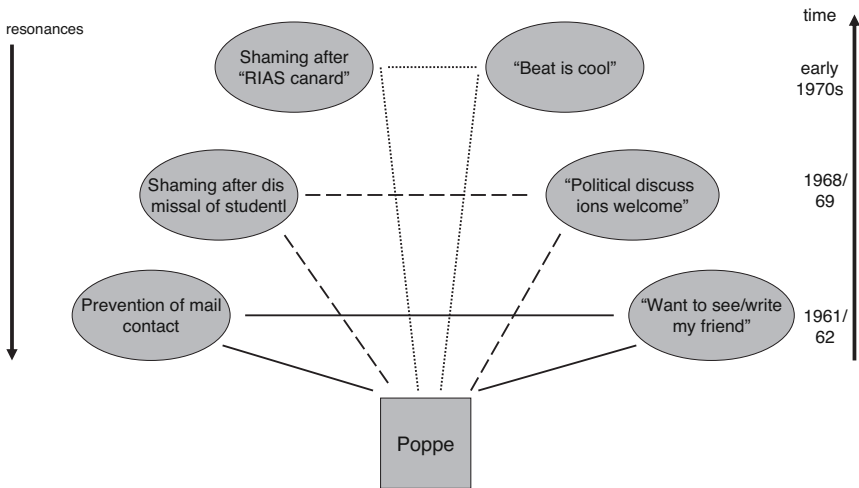 resonances
time
Shaming after
“RIAS canard”
“Beat is cool”
early
1970s
Shaming after dis
missal of studentl
“Political discuss
ions welcome”
1968/
69
Prevention of mail
contact
“Want to see/write
my friend”
1961/
62
Poppe